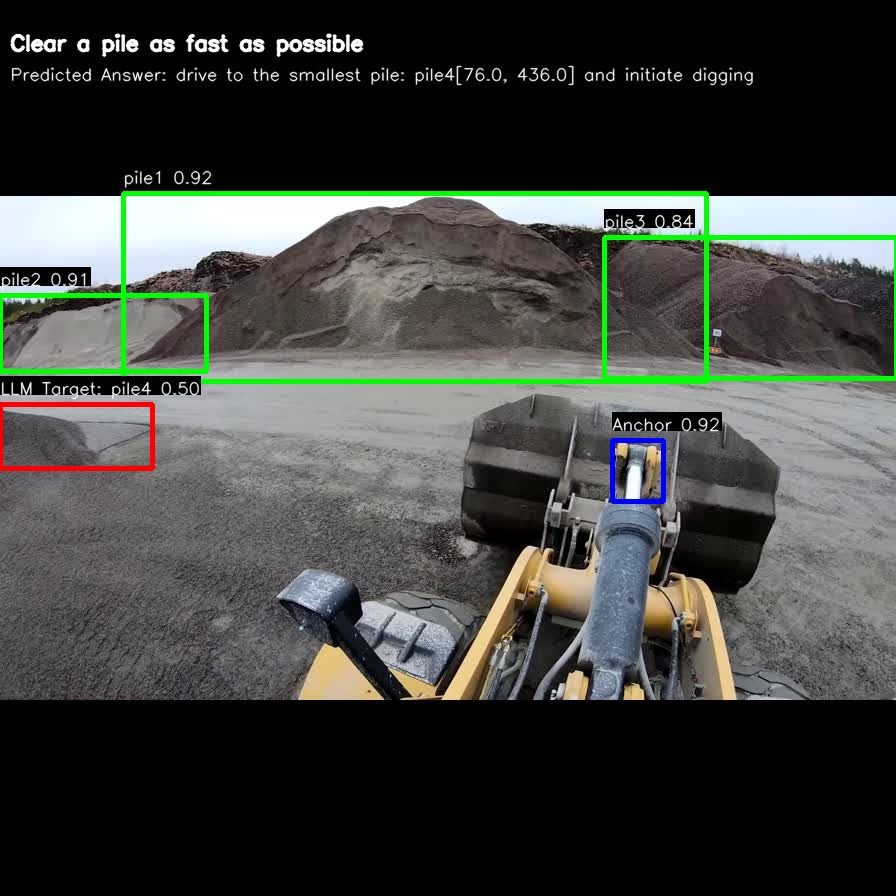 Clear a pile as fast as possible
Predicted Answer: drive to the smallest pile: pile4[76.0, 436.0] and initiate digging
pile1 0.92
pile3 0.84
pile2 0.91
LLM Target: pile4 0.50
Anchor 0.92